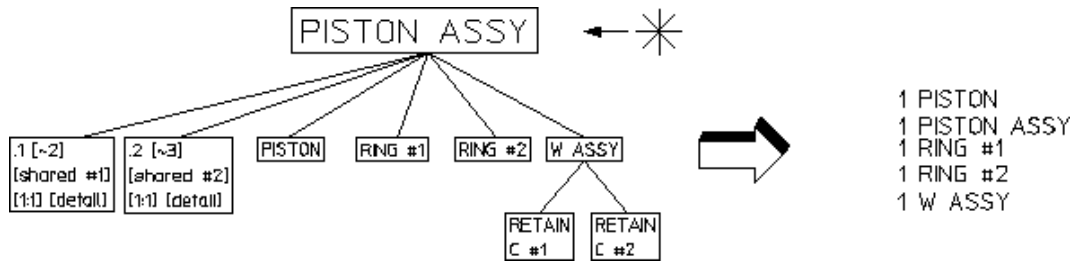 PISTON ASSY
.1 [~2]
[shared #1]
[1:1] [detail]
.2 [~3]
[shared #2]
[1:1] [detail]
PISTON
RING #1
RING #2
W ASSY
RETAIN
C #1
RETAIN
C #2
1 PISTON
1 PISTON ASSY
1 RING #1
1 RING #2
1 W ASSY